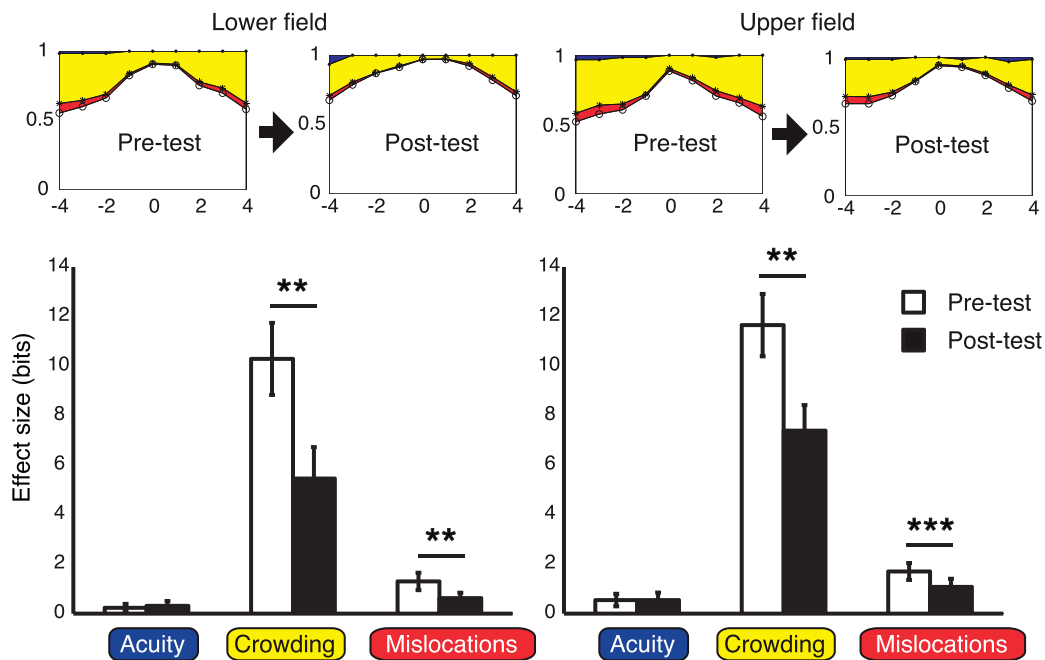 Lower field
Upper field
1
0.5
0
Pre-test
-4 -2 0 2 4
1
0.5
0
Post-test
-4 -2 0 2 4
1
0.5
0
Pre-test
-4 -2 0 2 4
1
0.5
0
Post-test
-4 -2 0 2 4
Effect size (bits)
14
12
10
8
6
4
2
0
**
**
Acuity Crowding Mislocations
14
12
10
8
6
4
2
0
**
***
Pre-test
Post-test
Acuity Crowding Mislocations